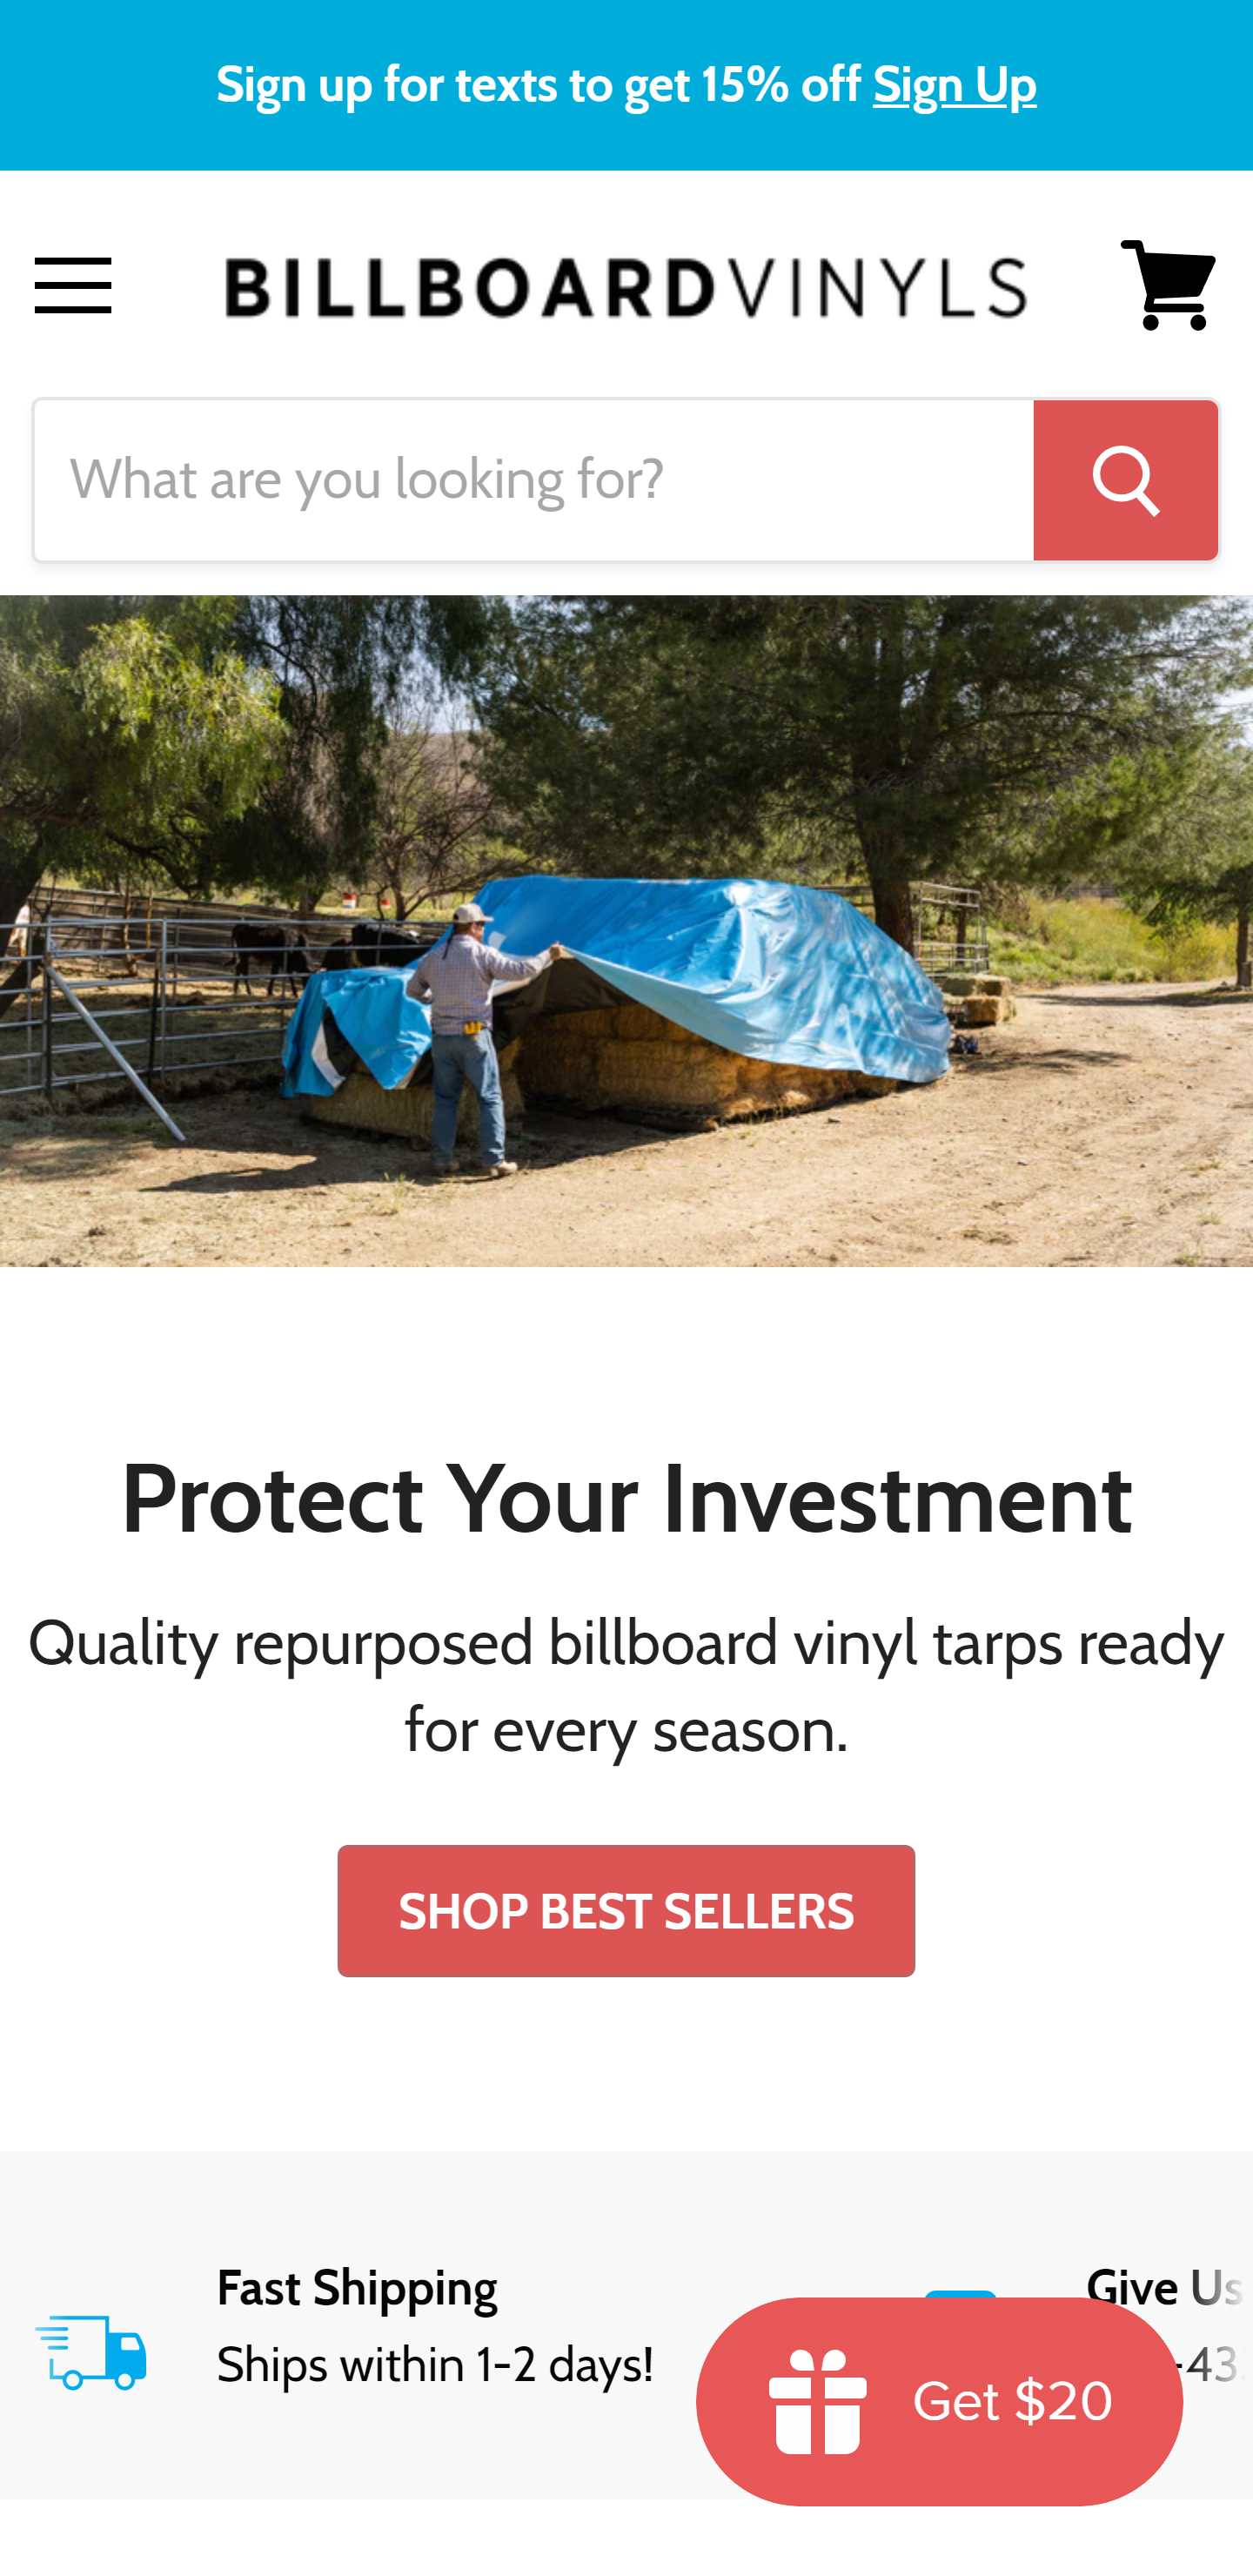 Sign up for texts to get 15% off Sign Up
BILLBOARDVINYLS
What are you looking for?
Protect Your Investment
Quality repurposed billboard vinyl tarps ready
for every season.
SHOP BEST SELLERS
Fast Shipping
Ships within 1-2 days!
Give Us
-43
Get $20